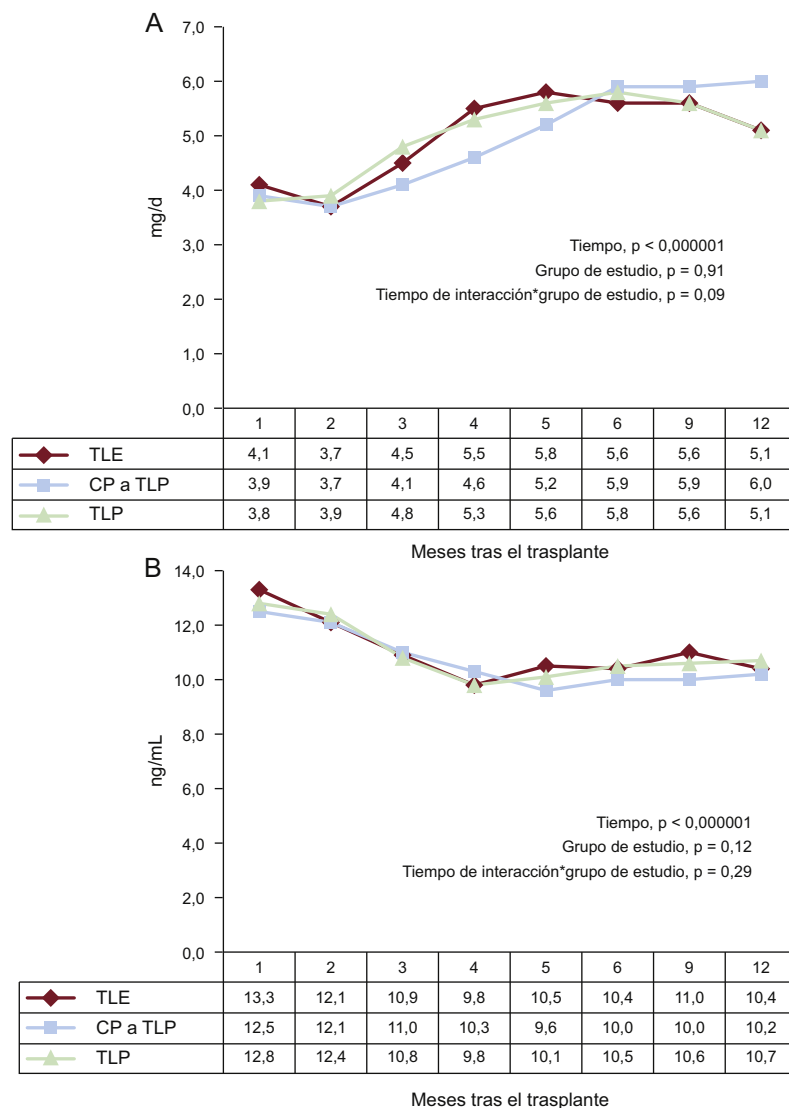 A
7,0
6,0
5,0
4,0
3,0
2,0
1,0
0,0
mg/d
Tiempo, p < 0,000001
Grupo de estudio, p = 0,91
Tiempo de interacción*grupo de estudio, p = 0,09
1 2 3 4 5 6 9 12
TLE 4,1 3,7 4,5 5,5 5,8 5,6 5,6 5,1
CP a TLP 3,9 3,7 4,1 4,6 5,2 5,9 5,9 6,0
TLP 3,8 3,9 4,8 5,3 5,6 5,8 5,6 5,1
Meses tras el trasplante
B
14,0
12,0
10,0
8,0
6,0
4,0
2,0
0,0
ng/mL
Tiempo, p < 0,000001
Grupo de estudio, p = 0,12
Tiempo de interacción*grupo de estudio, p = 0,29
1 2 3 4 5 6 9 12
TLE 13,3 12,1 10,9 9,8 10,5 10,4 11,0 10,4
CP a TLP 12,5 12,1 11,0 10,3 9,6 10,0 10,0 10,2
TLP 12,8 12,4 10,8 9,8 10,1 10,5 10,6 10,7
Meses tras el trasplante